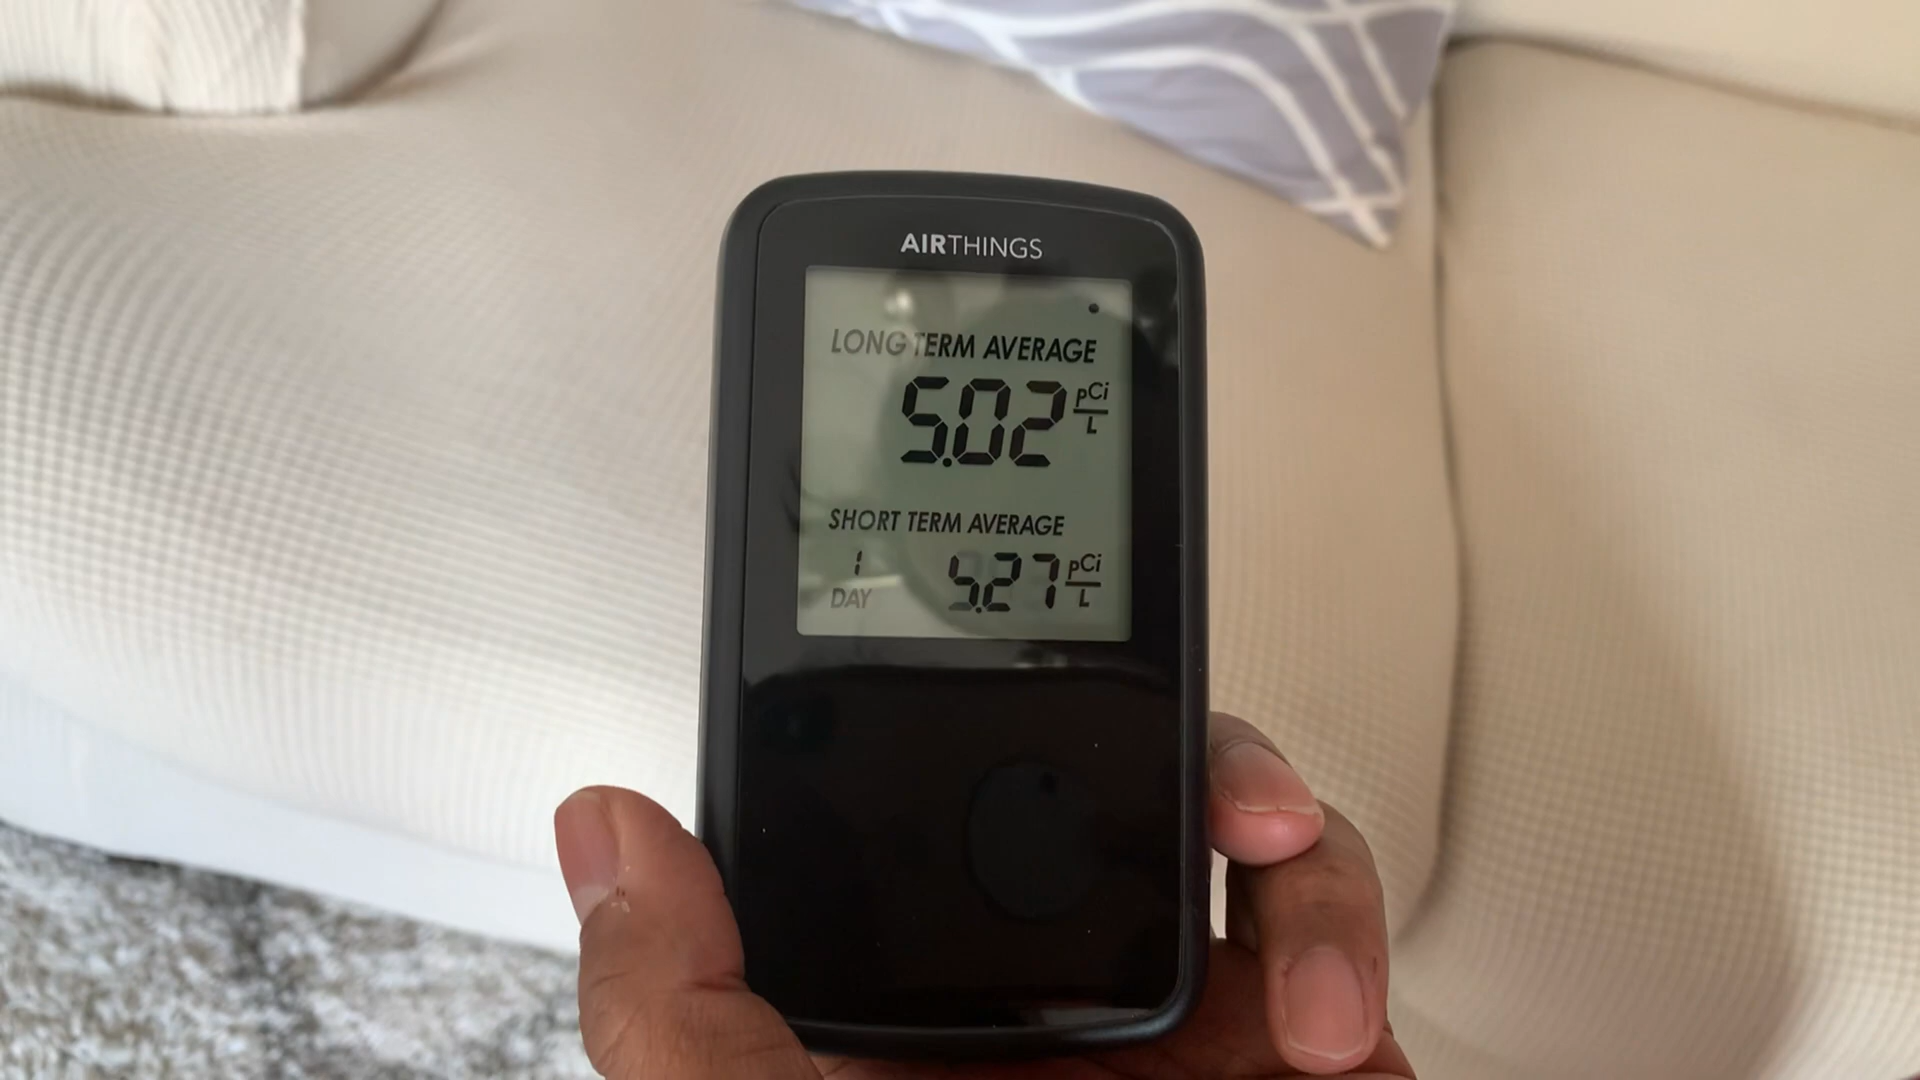 AIRTHINGS
LONG TERM AVERAGE
5.02 pCi/L
SHORT TERM AVERAGE
1 DAY 5.27 pCi/L